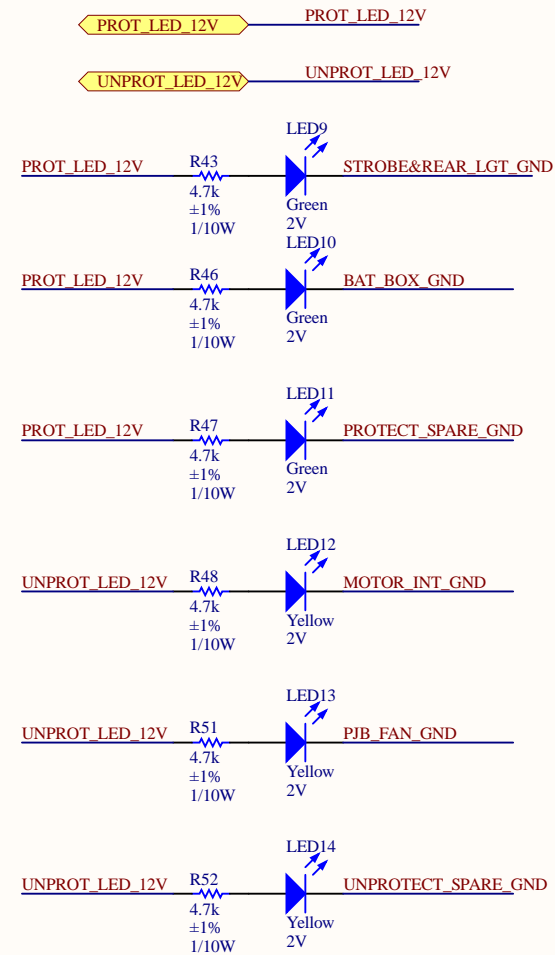 PROT_LED_12V PROT_LED_12V
UNPROT_LED_12V UNPROT_LED_12V
LED9
PROT_LED_12V R43 STROBE&REAR_LGT_GND
4.7k Green
±1% 2V
1/10W
LED10
PROT_LED_12V R46 BAT_BOX_GND
4.7k Green
±1% 2V
1/10W
LED11
PROT_LED_12V R47 PROTECT_SPARE_GND
4.7k Green
±1% 2V
1/10W
LED12
UNPROT_LED_12V R48 MOTOR_INT_GND
4.7k Yellow
±1% 2V
1/10W
LED13
UNPROT_LED_12V R51 PJB_FAN_GND
4.7k Yellow
±1% 2V
1/10W
LED14
UNPROT_LED_12V R52 UNPROTECT_SPARE_GND
4.7k Yellow
±1% 2V
1/10W